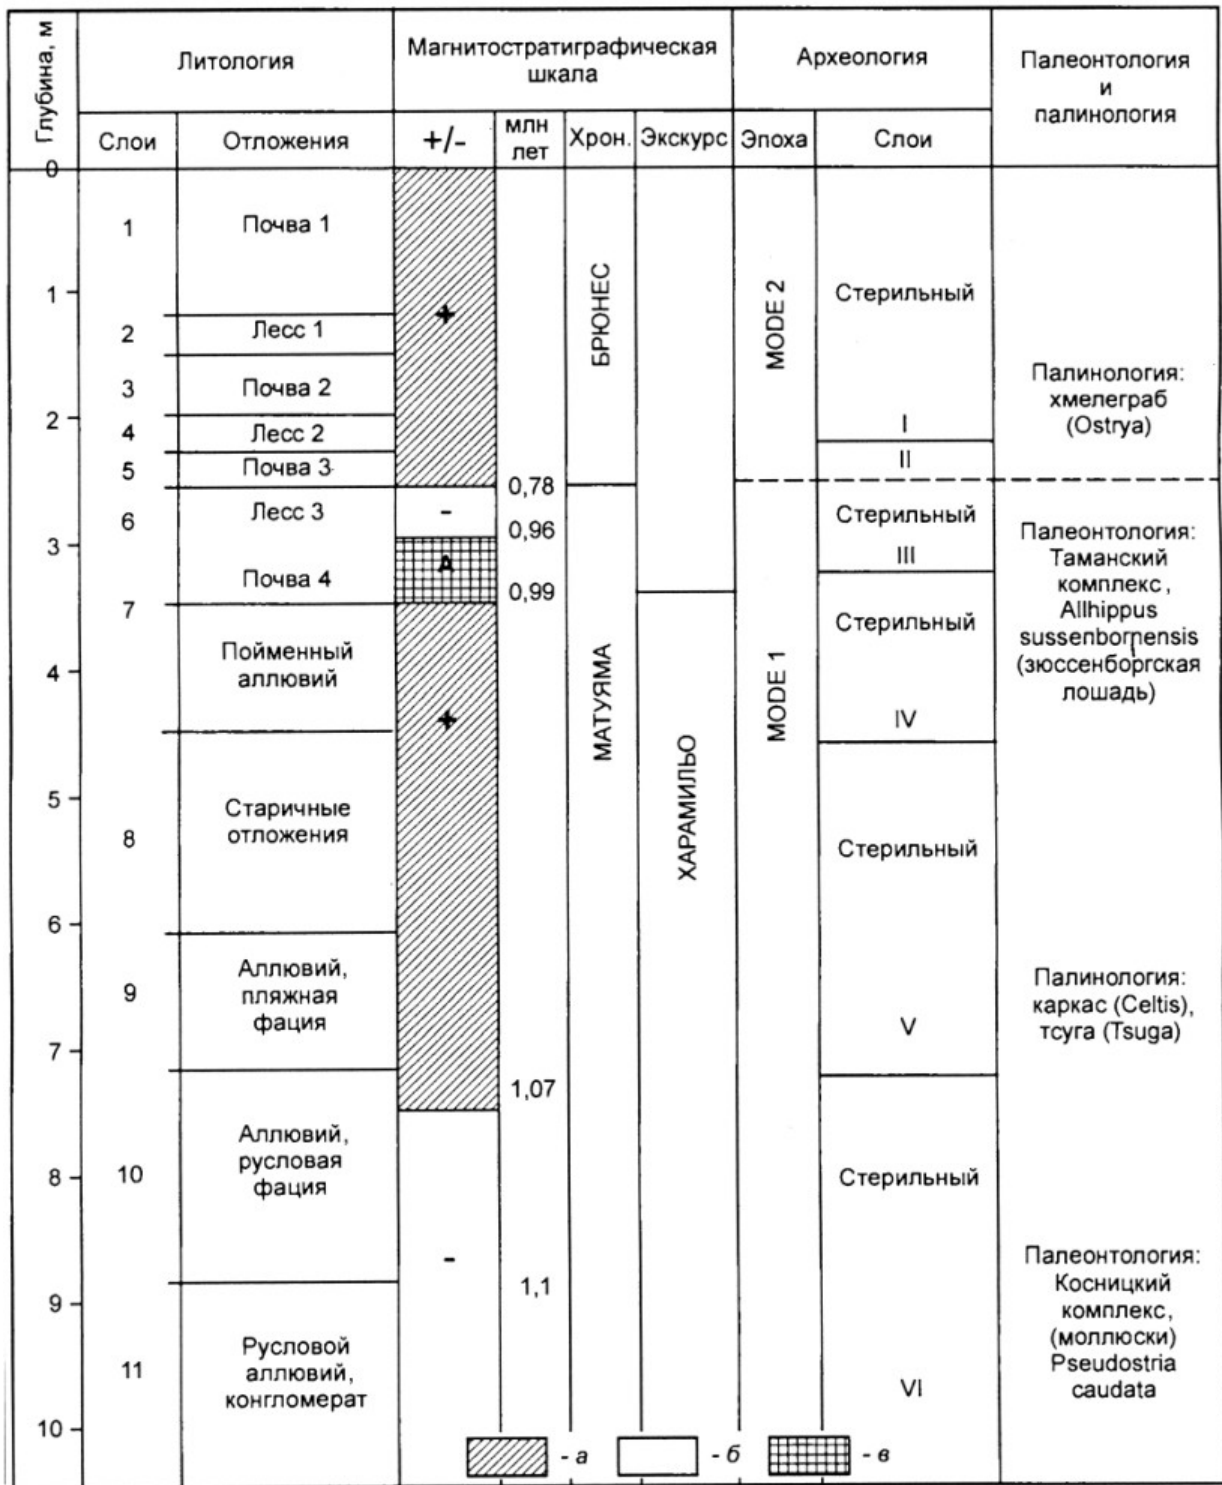 Глубина, м
Литология
Магнитостратиграфическая
шкала
Археология
Палеонтология
и
палинология
Слои
Отложения
+/-
млн
лет
Хрон.
Экскурс
Эпоха
Слои
0
1
2
3
4
5
6
7
8
9
10
1
2
3
4
5
6
7
8
9
10
11
Почва 1
Лесс 1
Почва 2
Лесс 2
Почва 3
Лесс 3
Почва 4
Пойменный
аллювий
Старичные
отложения
Аллювий,
пляжная
фация
Аллювий,
русловая
фация
Русловой
аллювий,
конгломерат
+
-
А
+
-
0,78
0,96
0,99
1,07
1,1
БРЮНЕС
МАТУЯМА
ХАРАМИЛЬО
MODE 2
MODE 1
Стерильный
I
II
Стерильный
III
Стерильный
IV
Стерильный
V
Стерильный
VI
Палинология:
хмелеграб
(Ostrya)
Палеонтология:
Таманский
комплекс,
Allhippus
sussenbornensis
(зюссенборгская
лошадь)
Палинология:
каркас (Celtis),
тсуга (Tsuga)
Палеонтология:
Косницкий
комплекс,
(моллюски)
Pseudostria
caudata
- а
- б
- в